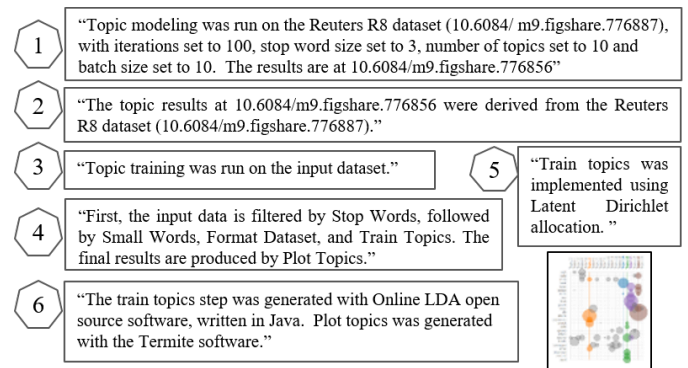 1
“Topic modeling was run on the Reuters R8 dataset (10.6084/ m9.figshare.776887),
with iterations set to 100, stop word size set to 3, number of topics set to 10 and
batch size set to 10. The results are at 10.6084/m9.figshare.776856”
2
“The topic results at 10.6084/m9.figshare.776856 were derived from the Reuters
R8 dataset (10.6084/m9.figshare.776887).”
3
“Topic training was run on the input dataset.”
4
“First, the input data is filtered by Stop Words, followed
by Small Words, Format Dataset, and Train Topics. The
final results are produced by Plot Topics.”
5
“Train topics was
implemented using
Latent Dirichlet
allocation. ”
6
“The train topics step was generated with Online LDA open
source software, written in Java. Plot topics was generated
with the Termite software.”